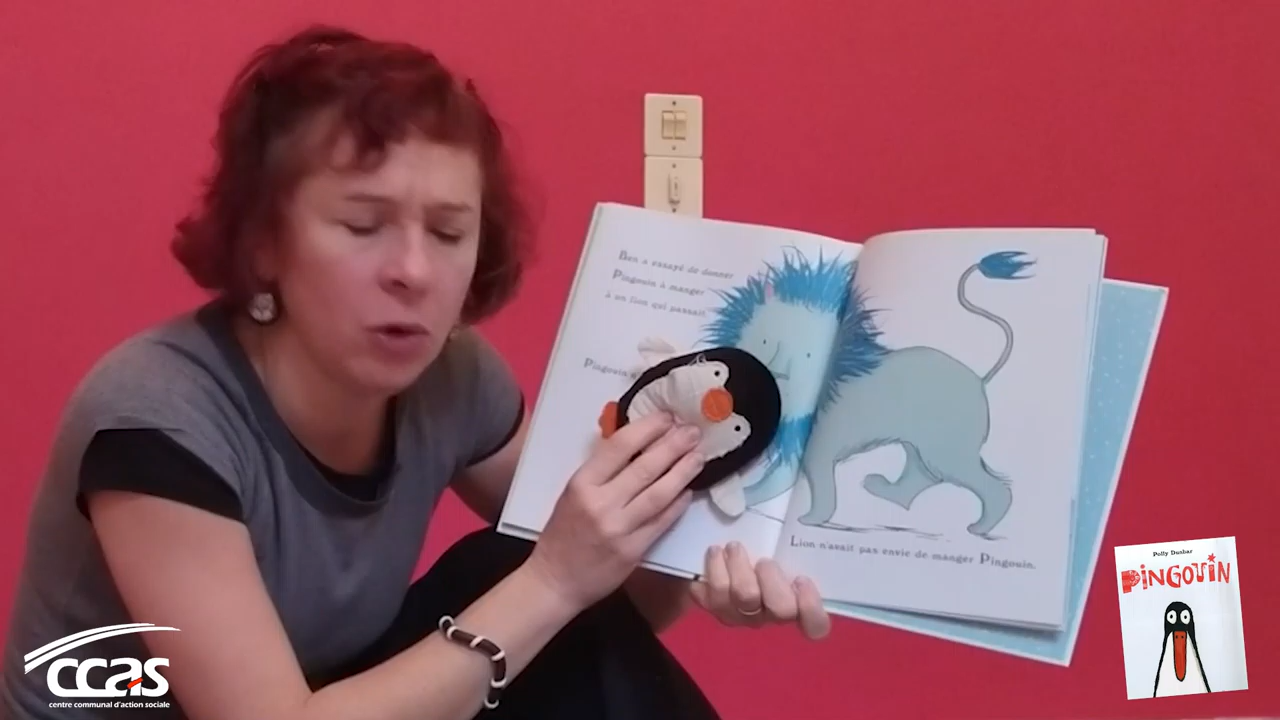 Ben a essayé de donner
Pingouin à manger
à un lion qui passait.
Pingouin n'a
Lion n'avait pas envie de manger Pingouin.
Polly Dunbar
PINGOUIN
ccas
centre communal d'action sociale